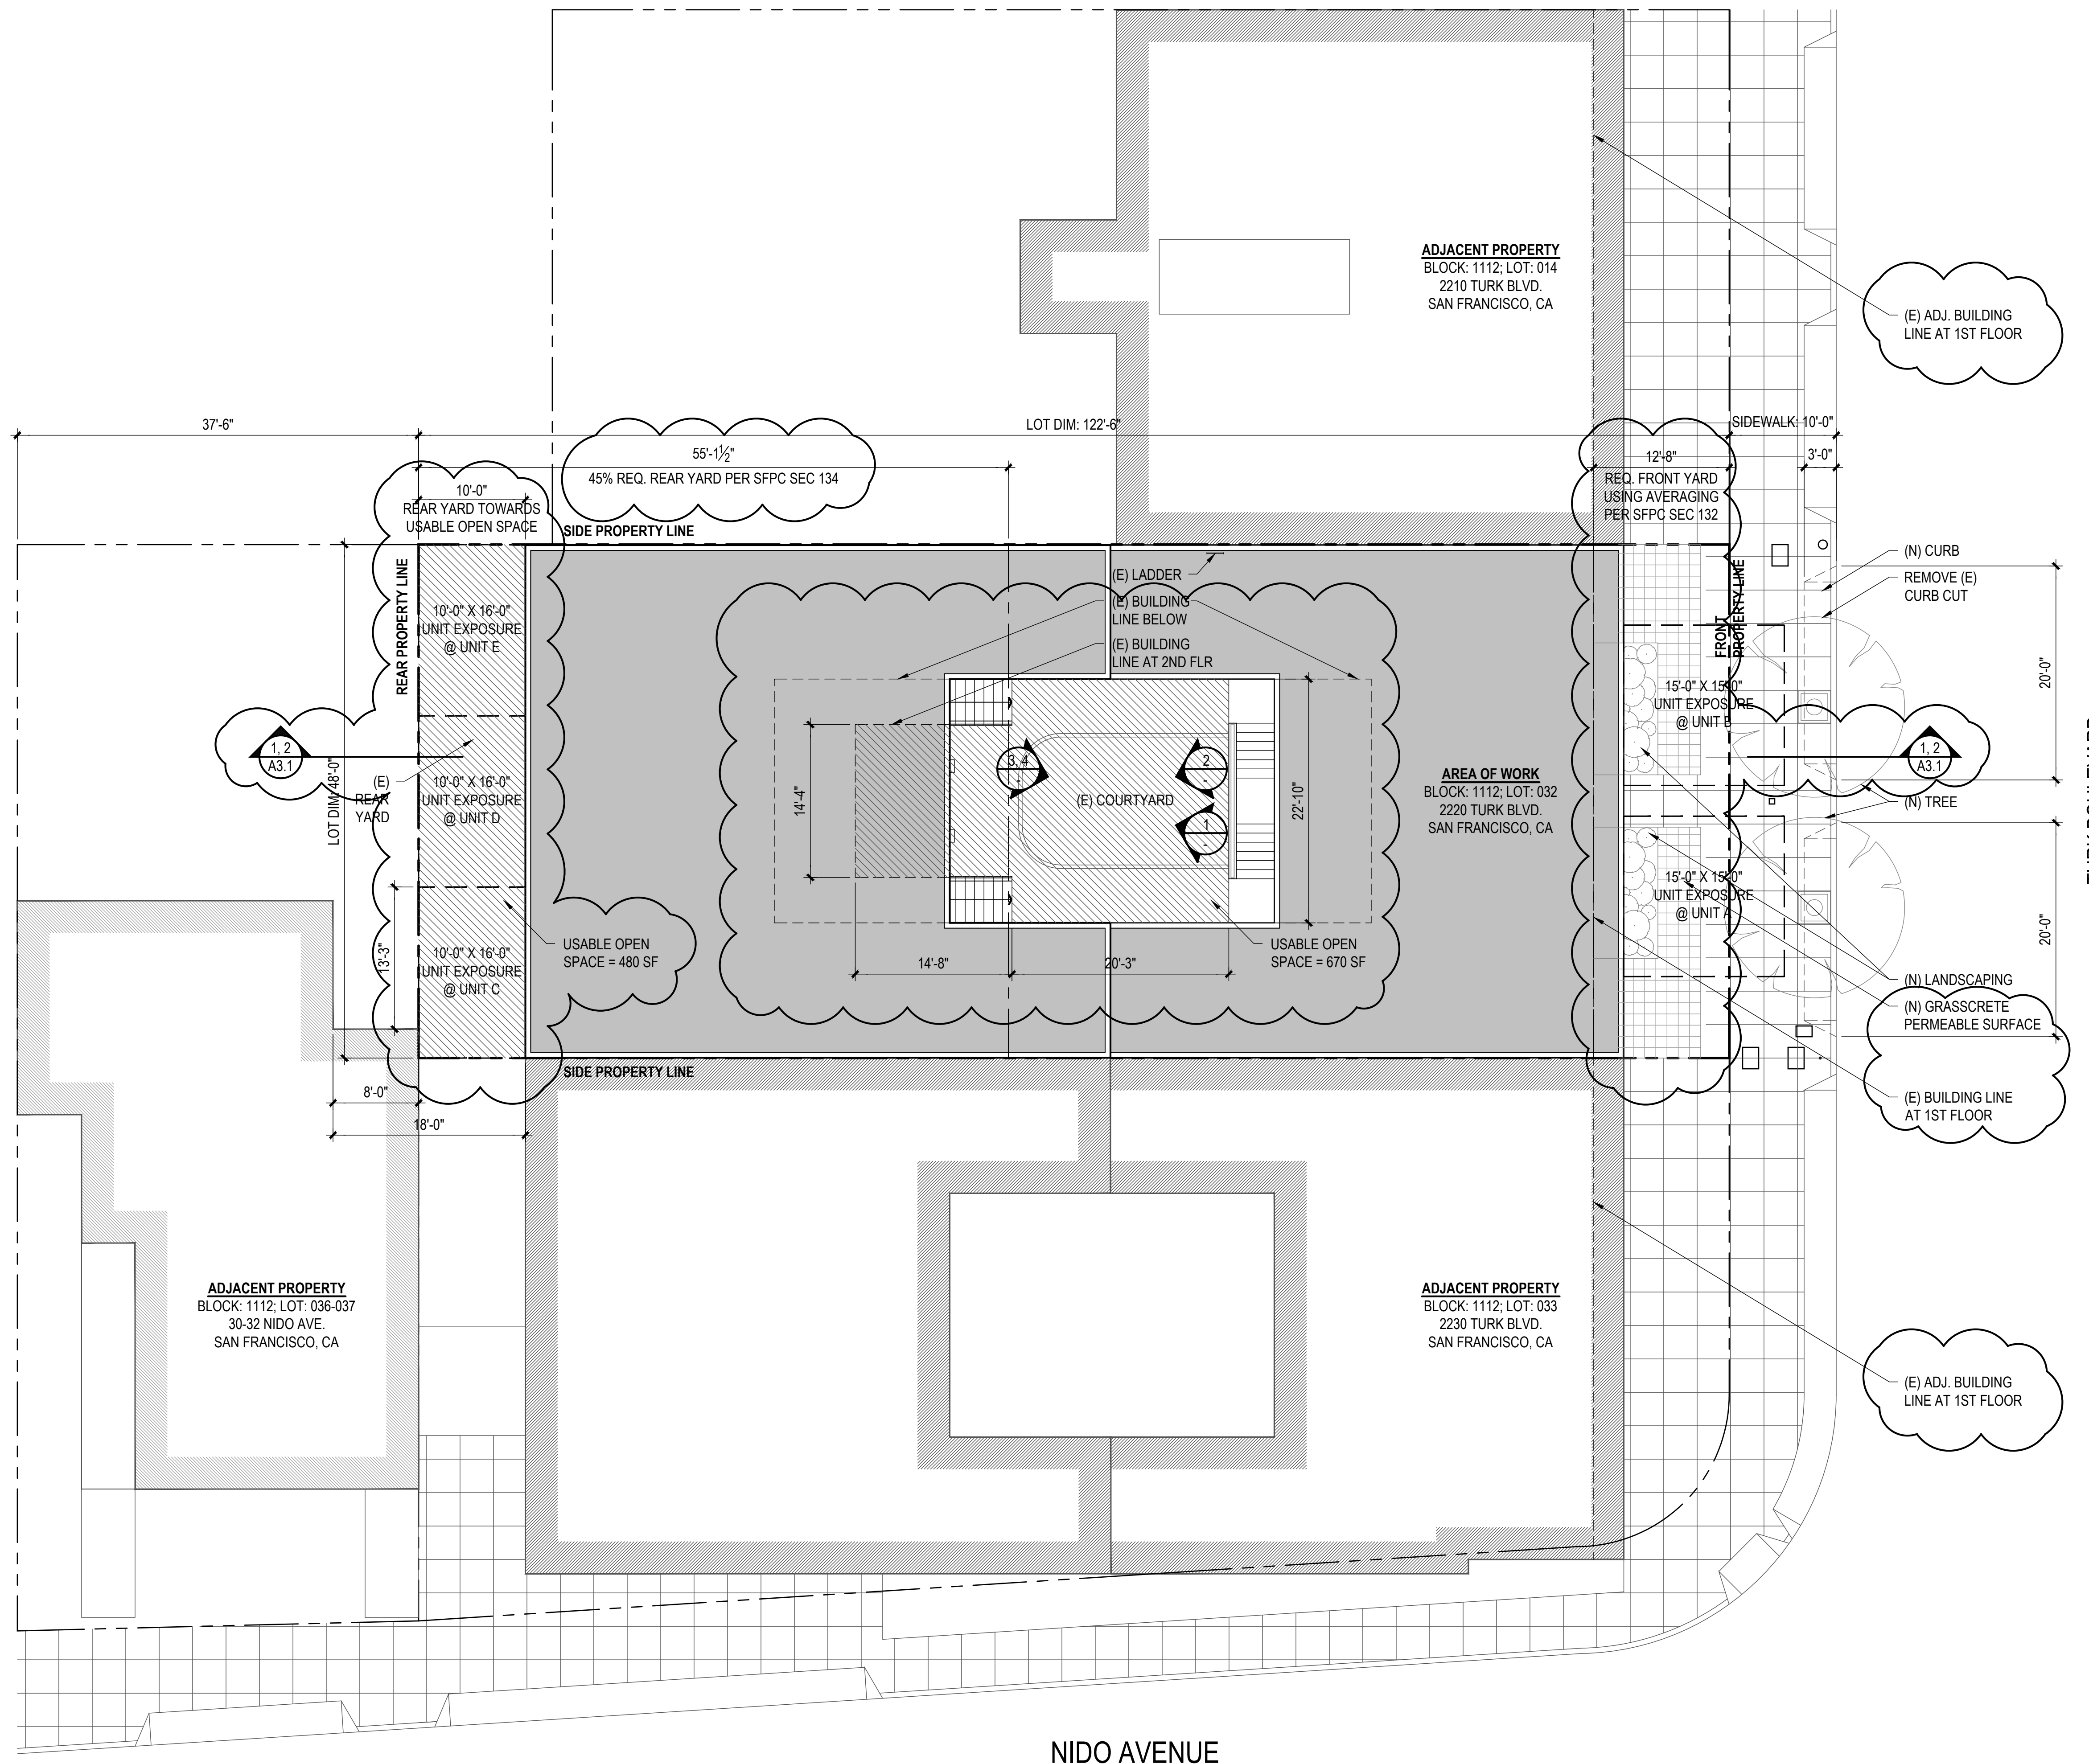 ADJACENT PROPERTY
BLOCK: 1112; LOT: 014
2210 TURK BLVD.
SAN FRANCISCO, CA
(E) ADJ. BUILDING
LINE AT 1ST FLOOR
37'-6"
LOT DIM: 122'-6"
SIDEWALK: 10'-0"
55'-1½"
45% REQ. REAR YARD PER SFPC SEC 134
12'-8"
REQ. FRONT YARD
USING AVERAGING
PER SFPC SEC 132
3'-0"
10'-0"
REAR YARD TOWARDS
USABLE OPEN SPACE
SIDE PROPERTY LINE
REAR PROPERTY LINE
FRONT
PROPERTY LINE
(E) LADDER
(E) BUILDING
LINE BELOW
(E) BUILDING
LINE AT 2ND FLR
(N) CURB
REMOVE (E)
CURB CUT
20'-0"
10'-0" X 16'-0"
UNIT EXPOSURE
@ UNIT E
15'-0" X 15'-0"
UNIT EXPOSURE
@ UNIT B
1, 2
A3.1
LOT DIM: 48'-0"
(E)
REAR
YARD
10'-0" X 16'-0"
UNIT EXPOSURE
@ UNIT D
14'-4"
3, 4
-
2
-
(E) COURTYARD
1
-
22'-10"
AREA OF WORK
BLOCK: 1112; LOT: 032
2220 TURK BLVD.
SAN FRANCISCO, CA
1, 2
A3.1
(N) TREE
15'-0" X 15'-0"
UNIT EXPOSURE
@ UNIT A
20'-0"
13'-3"
10'-0" X 16'-0"
UNIT EXPOSURE
@ UNIT C
USABLE OPEN
SPACE = 480 SF
14'-8"
20'-3"
USABLE OPEN
SPACE = 670 SF
(N) LANDSCAPING
(N) GRASSCRETE
PERMEABLE SURFACE
SIDE PROPERTY LINE
8'-0"
18'-0"
(E) BUILDING LINE
AT 1ST FLOOR
ADJACENT PROPERTY
BLOCK: 1112; LOT: 036-037
30-32 NIDO AVE.
SAN FRANCISCO, CA
ADJACENT PROPERTY
BLOCK: 1112; LOT: 033
2230 TURK BLVD.
SAN FRANCISCO, CA
(E) ADJ. BUILDING
LINE AT 1ST FLOOR
NIDO AVENUE